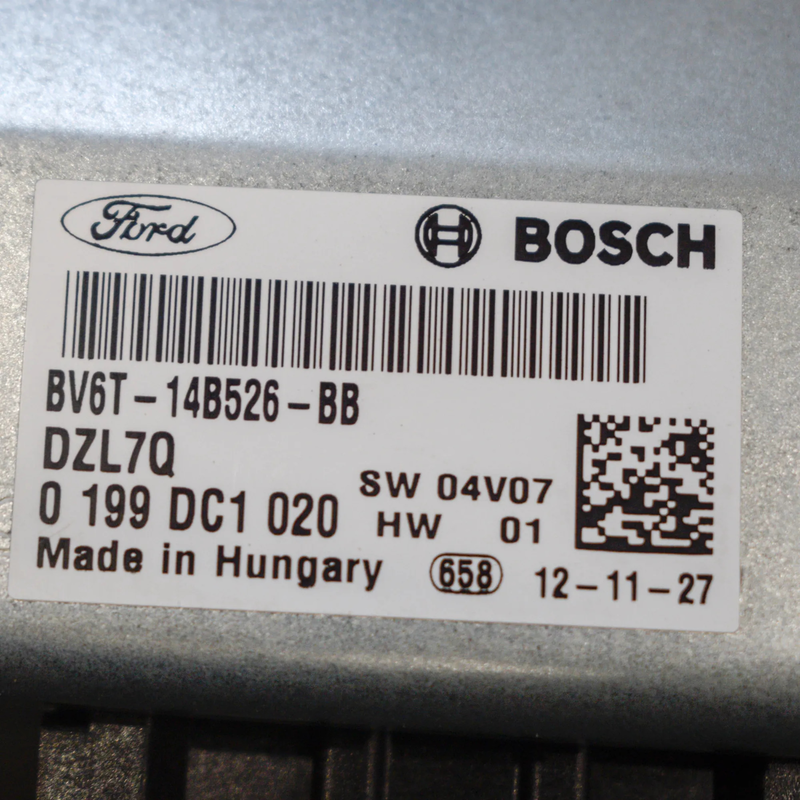 Ford
BOSCH
BV6T-14B526-BB
DZL7Q
SW 04V07
0 199 DC1 020
HW 01
Made in Hungary
658
12-11-27